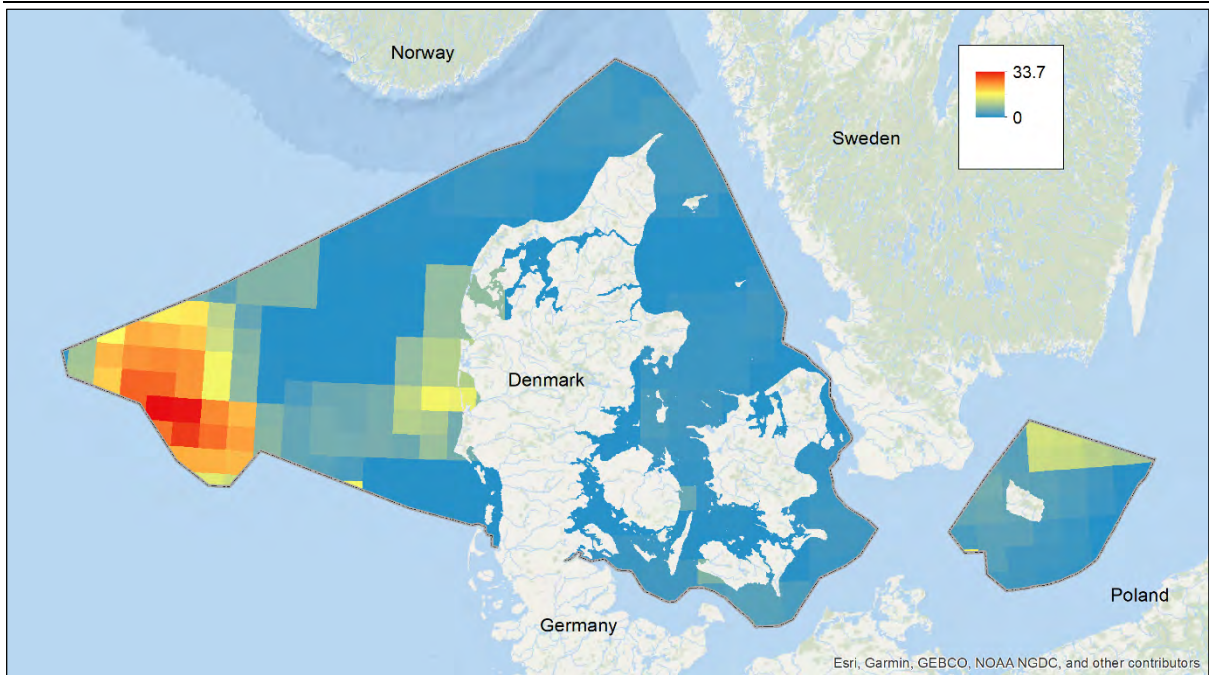 Norway
33.7
0
Sweden
Denmark
Poland
Germany
Esri, Garmin, GEBCO, NOAA NGDC, and other contributors